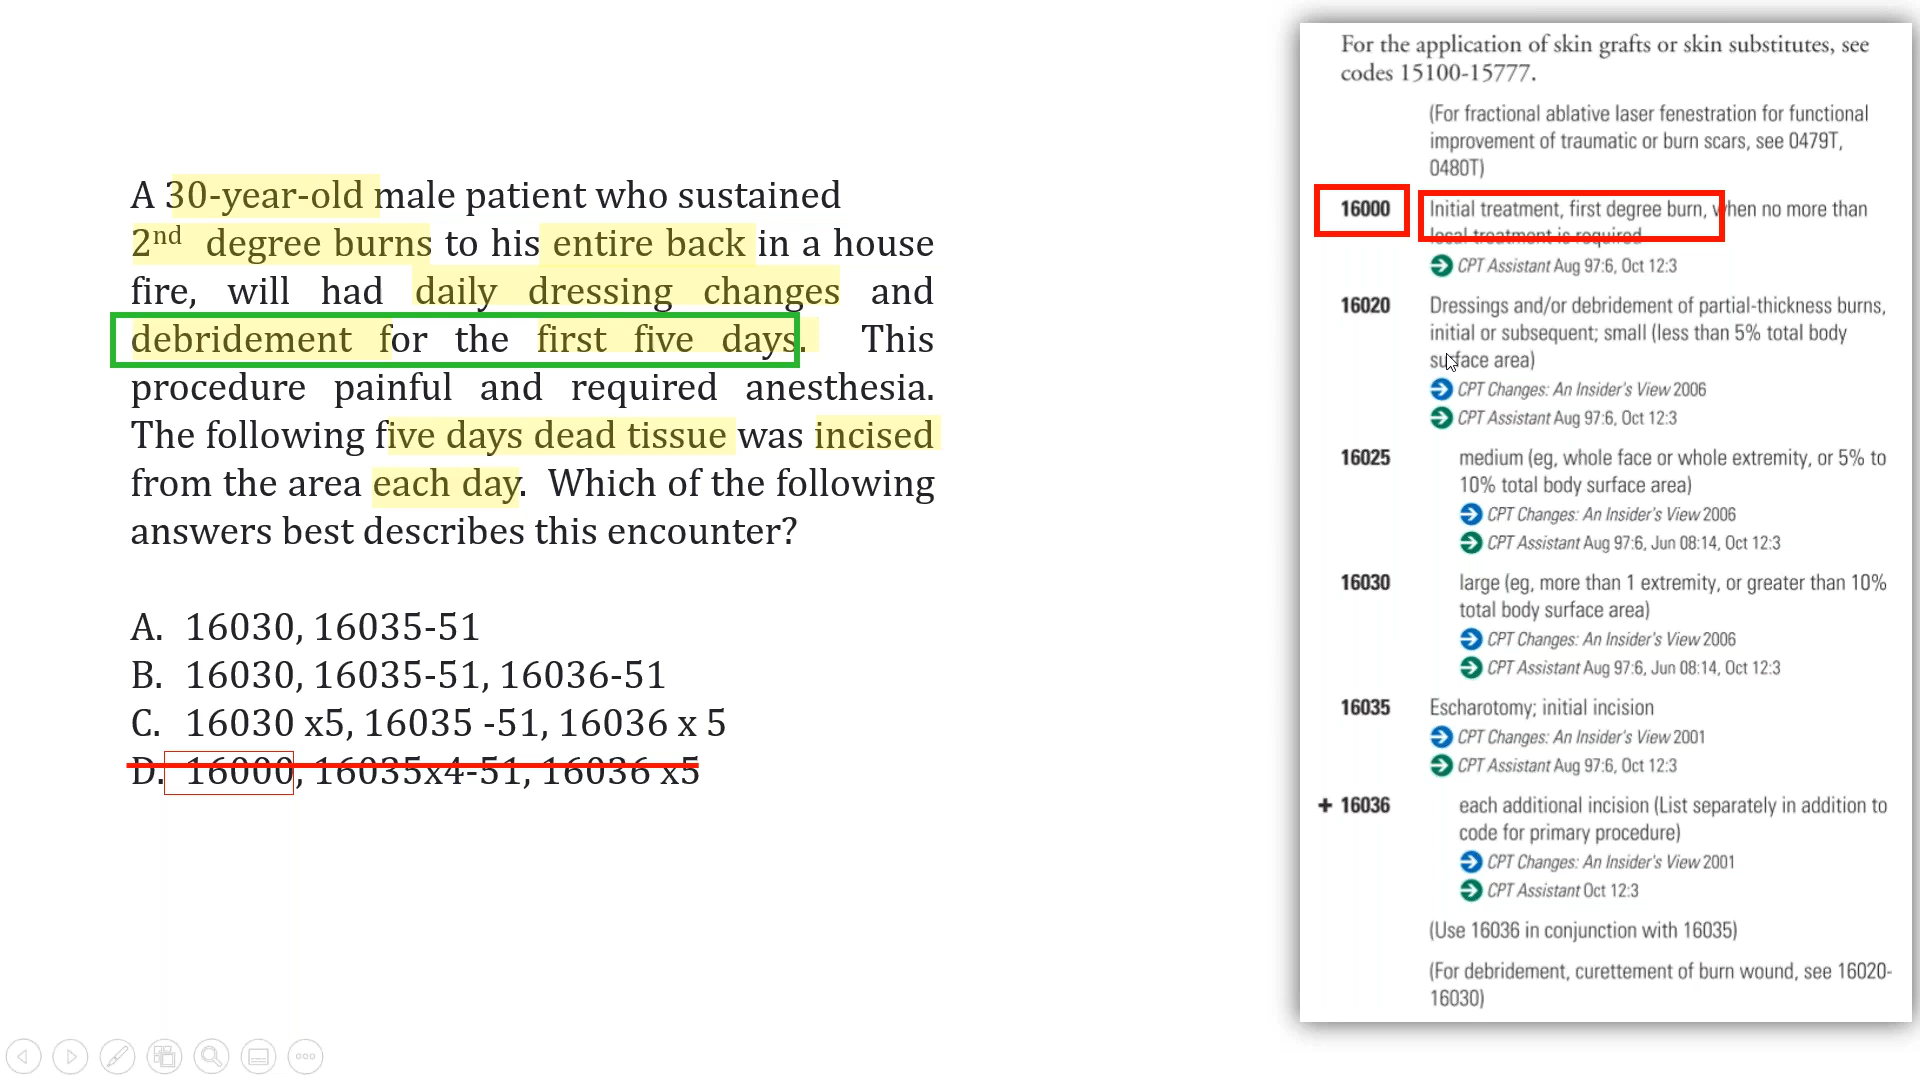 A 30-year-old male patient who sustained
2nd degree burns to his entire back in a house
fire, will had daily dressing changes and
debridement for the first five days. This
procedure painful and required anesthesia.
The following five days dead tissue was incised
from the area each day. Which of the following
answers best describes this encounter?
A. 16030, 16035-51
B. 16030, 16035-51, 16036-51
C. 16030 x5, 16035 -51, 16036 x 5
D. 16000, 16035x4-51, 16036 x5
For the application of skin grafts or skin substitutes, see
codes 15100-15777.
(For fractional ablative laser fenestration for functional
improvement of traumatic or burn scars, see 0479T,
0480T)
16000 Initial treatment, first degree burn, when no more than
local treatment is required
CPT Assistant Aug 97:6, Oct 12:3
16020 Dressings and/or debridement of partial-thickness burns,
initial or subsequent; small (less than 5% total body
surface area)
CPT Changes: An Insider's View 2006
CPT Assistant Aug 97:6, Oct 12:3
16025 medium (eg, whole face or whole extremity, or 5% to
10% total body surface area)
CPT Changes: An Insider's View 2006
CPT Assistant Aug 97:6, Jun 08:14, Oct 12:3
16030 large (eg, more than 1 extremity, or greater than 10%
total body surface area)
CPT Changes: An Insider's View 2006
CPT Assistant Aug 97:6, Jun 08:14, Oct 12:3
16035 Escharotomy; initial incision
CPT Changes: An Insider's View 2001
CPT Assistant Aug 97:6, Oct 12:3
+ 16036 each additional incision (List separately in addition to
code for primary procedure)
CPT Changes: An Insider's View 2001
CPT Assistant Oct 12:3
(Use 16036 in conjunction with 16035)
(For debridement, curettement of burn wound, see 16020-
16030)